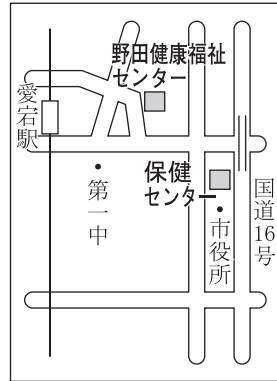 野田健康福祉
センター
愛宕駅
保健
センター
第一中
市役所
国道16号